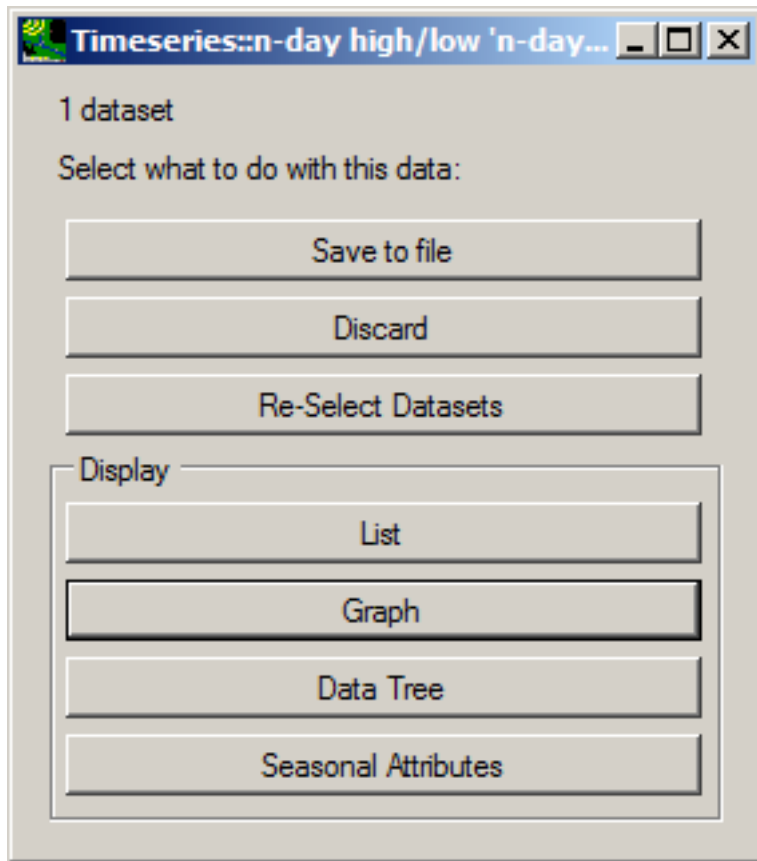 Timeseries::n-day high/low 'n-day...
1 dataset
Select what to do with this data:
Save to file
Discard
Re-Select Datasets
Display
List
Graph
Data Tree
Seasonal Attributes